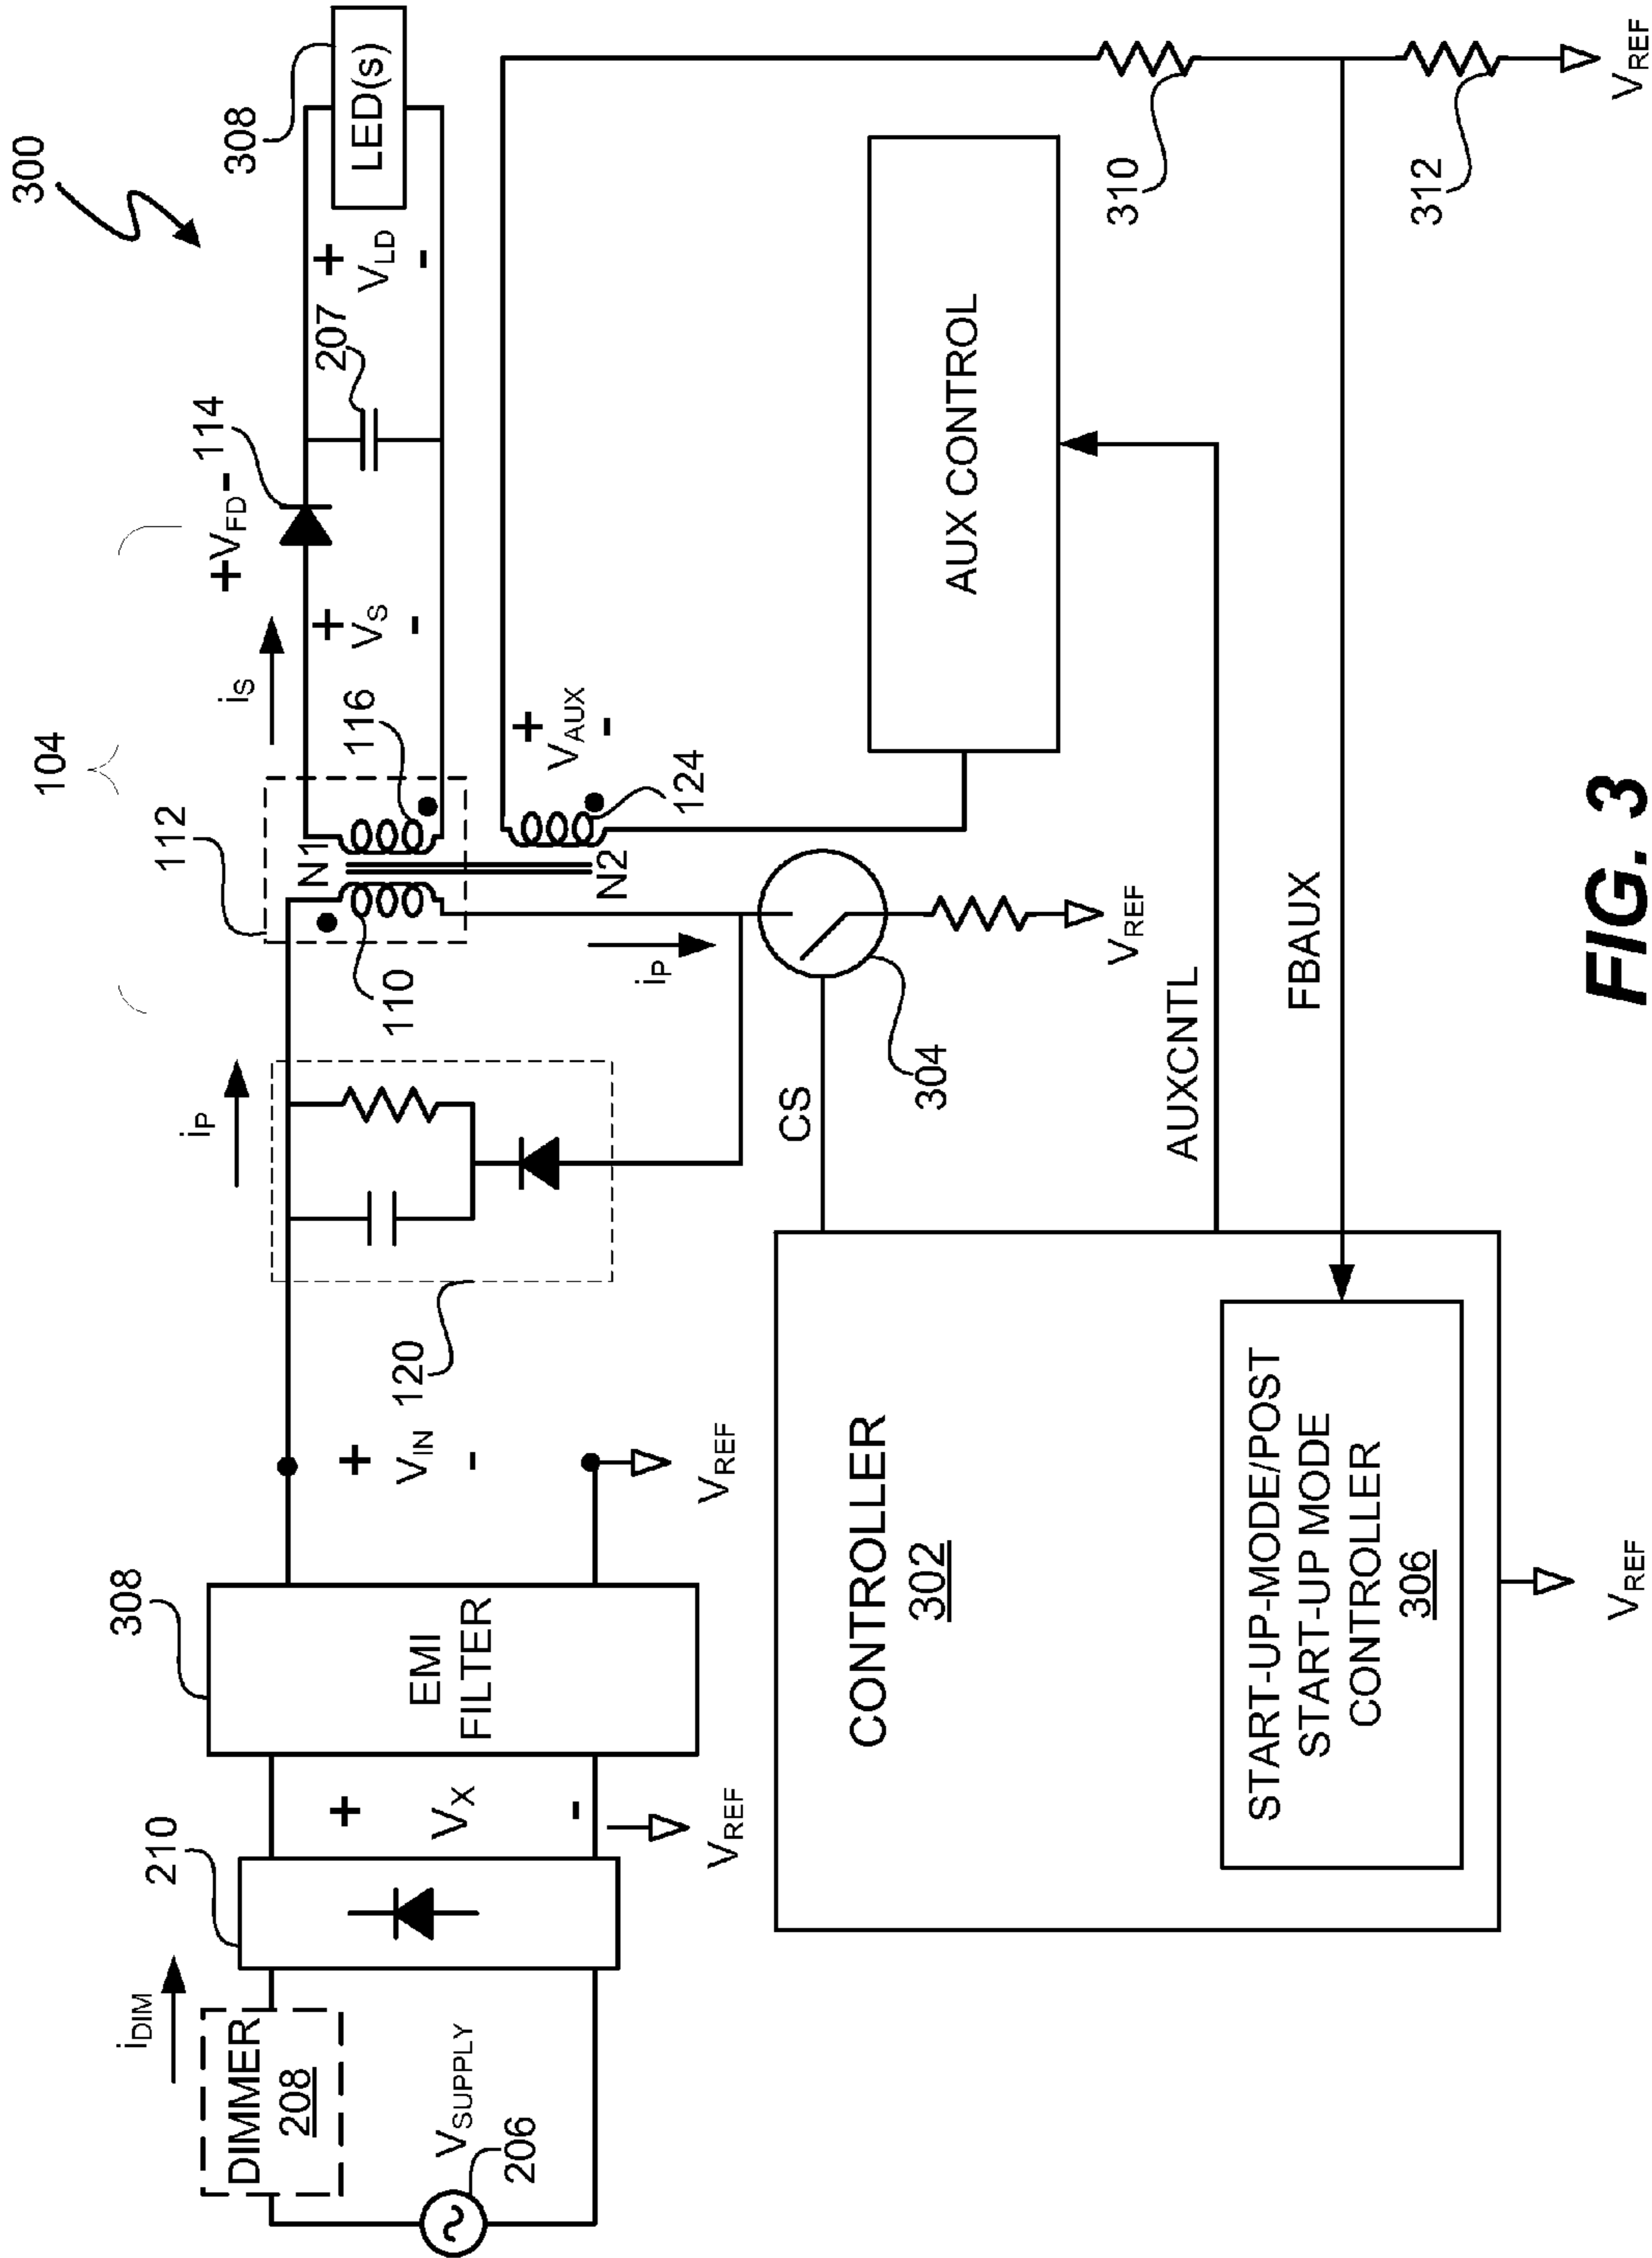 300
104
112
iDIM
DIMMER
208
VSUPPLY
206
210
+
VX
-
VREF
308
EMI
FILTER
+
VIN
-
VREF
120
iP
110
N1
116
iS
+VFD-
114
+
VS
-
207
+
VLD
-
308
LED(s)
N2
124
+
VAUX
-
iP
304
VREF
CS
CONTROLLER
302
START-UP-MODE/POST
START-UP MODE
CONTROLLER
306
VREF
AUX CONTROL
AUXCNTL
FBAUX
310
312
VREF
FIG. 3